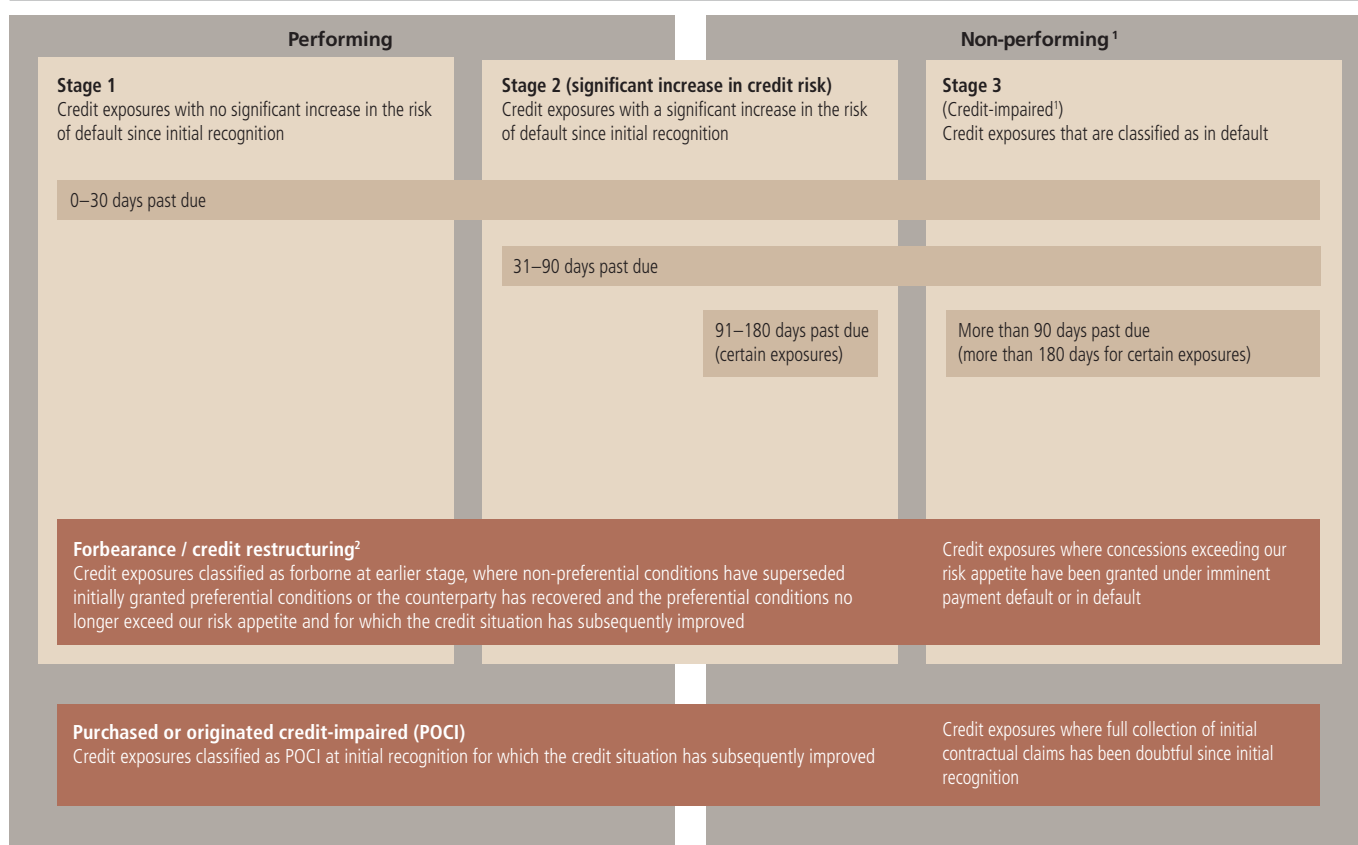 Performing
Non-performing¹
Stage 1
Credit exposures with no significant increase in the risk
of default since initial recognition
Stage 2 (significant increase in credit risk)
Credit exposures with a significant increase in the risk
of default since initial recognition
Stage 3
(Credit-impaired¹)
Credit exposures that are classified as in default
0–30 days past due
31–90 days past due
91–180 days past due
(certain exposures)
More than 90 days past due
(more than 180 days for certain exposures)
Forbearance / credit restructuring²
Credit exposures classified as forborne at earlier stage, where non-preferential conditions have superseded
initially granted preferential conditions or the counterparty has recovered and the preferential conditions no
longer exceed our risk appetite and for which the credit situation has subsequently improved
Credit exposures where concessions exceeding our
risk appetite have been granted under imminent
payment default or in default
Purchased or originated credit-impaired (POCI)
Credit exposures classified as POCI at initial recognition for which the credit situation has subsequently improved
Credit exposures where full collection of initial
contractual claims has been doubtful since initial
recognition